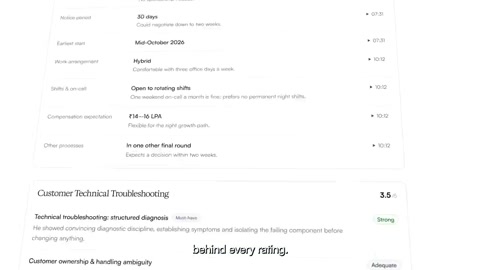 Notice period
30 days
Could negotiate down to two weeks.
07:31
Earliest start
Mid-October 2026
07:31
Work arrangement
Hybrid
Comfortable with three office days a week.
10:12
Shifts & on-call
Open to rotating shifts
One weekend on-call a month is fine; prefers no permanent night shifts.
10:12
Compensation expectation
₹14–16 LPA
Flexible for the right growth path.
10:12
Other processes
In one other final round
Expects a decision within two weeks.
10:12
Customer Technical Troubleshooting
3.5/5
Technical troubleshooting: structured diagnosis Must-have
Strong
He showed convincing diagnostic discipline, establishing symptoms and isolating the failing component before
changing anything.
behind every rating.
Customer ownership & handling ambiguity
Adequate